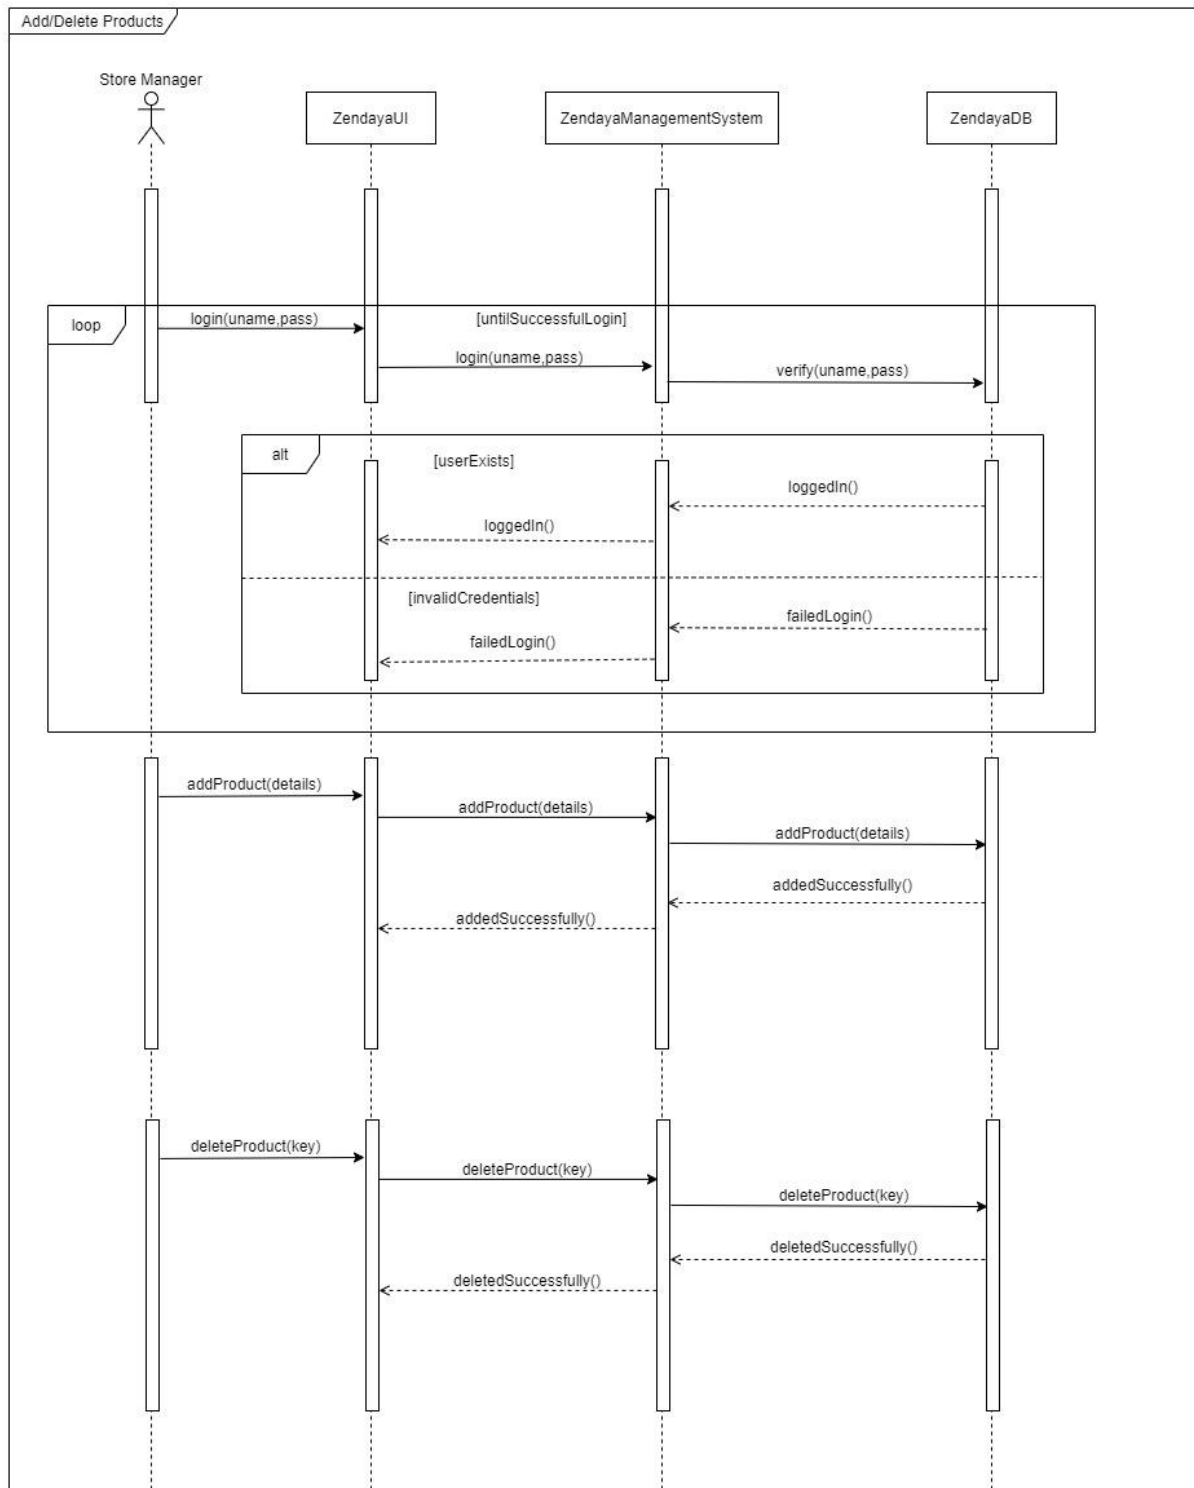 Add/Delete Products
Store Manager
ZendayaUI
ZendayaManagementSystem
ZendayaDB
loop
login(uname,pass)
[untilSuccessfulLogin]
login(uname,pass)
verify(uname,pass)
alt
[userExists]
loggedIn()
loggedIn()
[invalidCredentials]
failedLogin()
failedLogin()
addProduct(details)
addProduct(details)
addProduct(details)
addedSuccessfully()
addedSuccessfully()
deleteProduct(key)
deleteProduct(key)
deleteProduct(key)
deletedSuccessfully()
deletedSuccessfully()